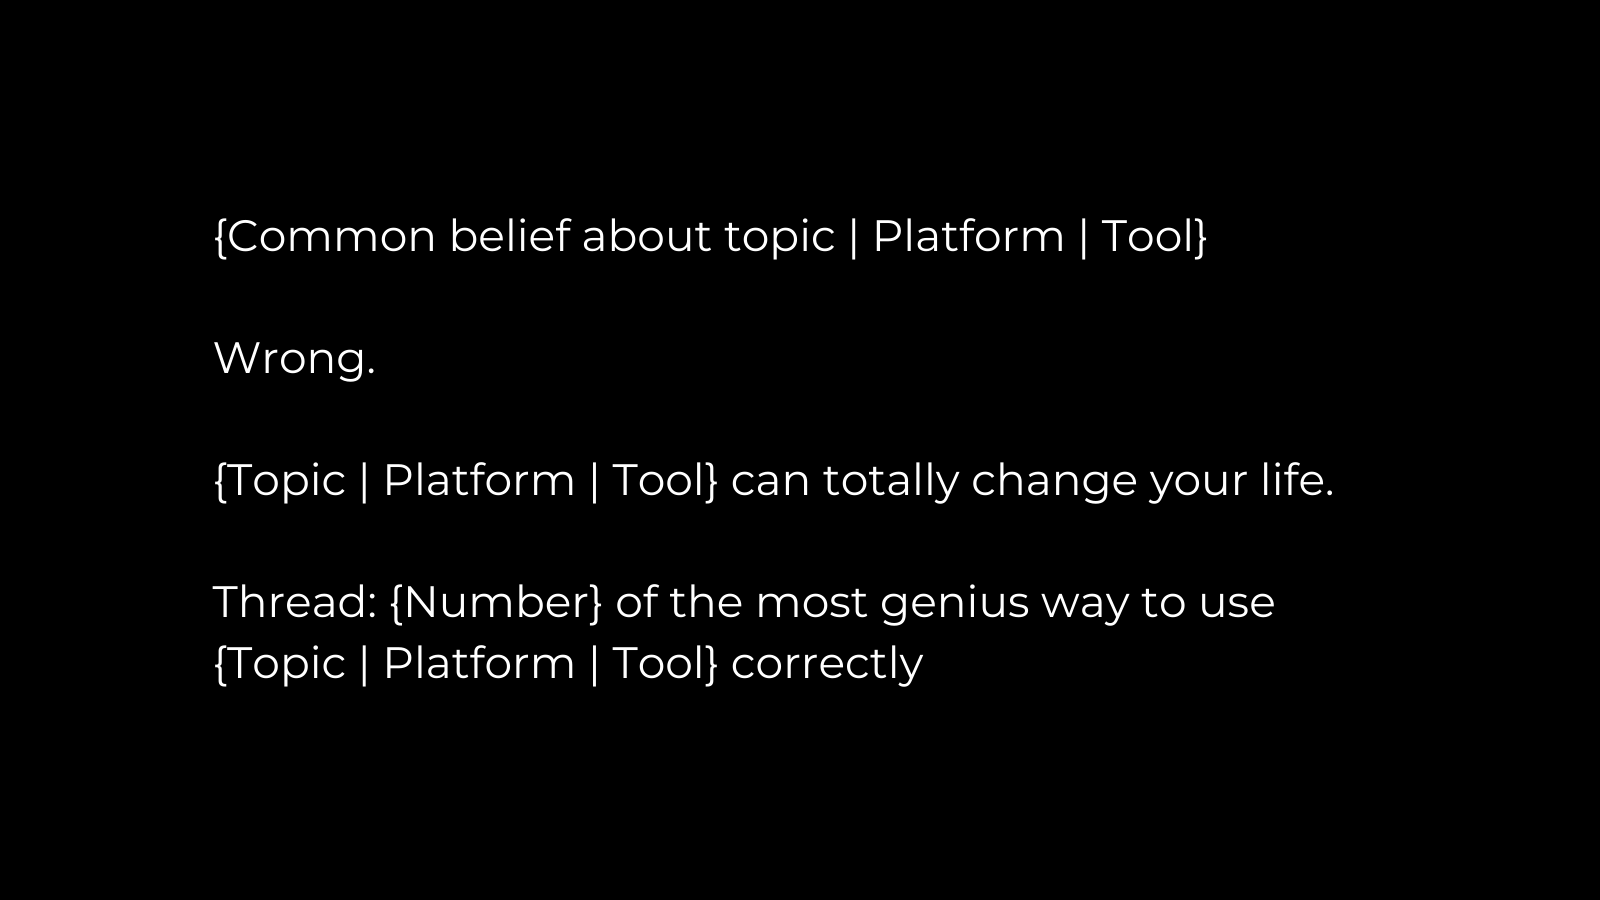 {Common belief about topic | Platform | Tool}
Wrong.
{Topic | Platform | Tool} can totally change your life.
Thread: {Number} of the most genius way to use
{Topic | Platform | Tool} correctly